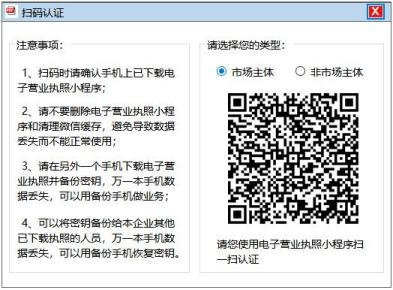 扫码认证
注意事项：
1、扫码时请确认手机上已下载电
子营业执照小程序；
2、请不要删除电子营业执照小程
序和清理微信缓存，避免导致数据
丢失而不能正常使用；
3、请在另外一个手机下载电子营
业执照并备份密钥，万一本手机数
据丢失，可以用备份手机做业务；
4、可以将密钥备份给本企业其他
已下载执照的人员，万一本手机数
据丢失，可以用备份手机恢复密钥。
请选择您的类型：
市场主体 非市场主体
请您使用电子营业执照小程序扫
一扫认证